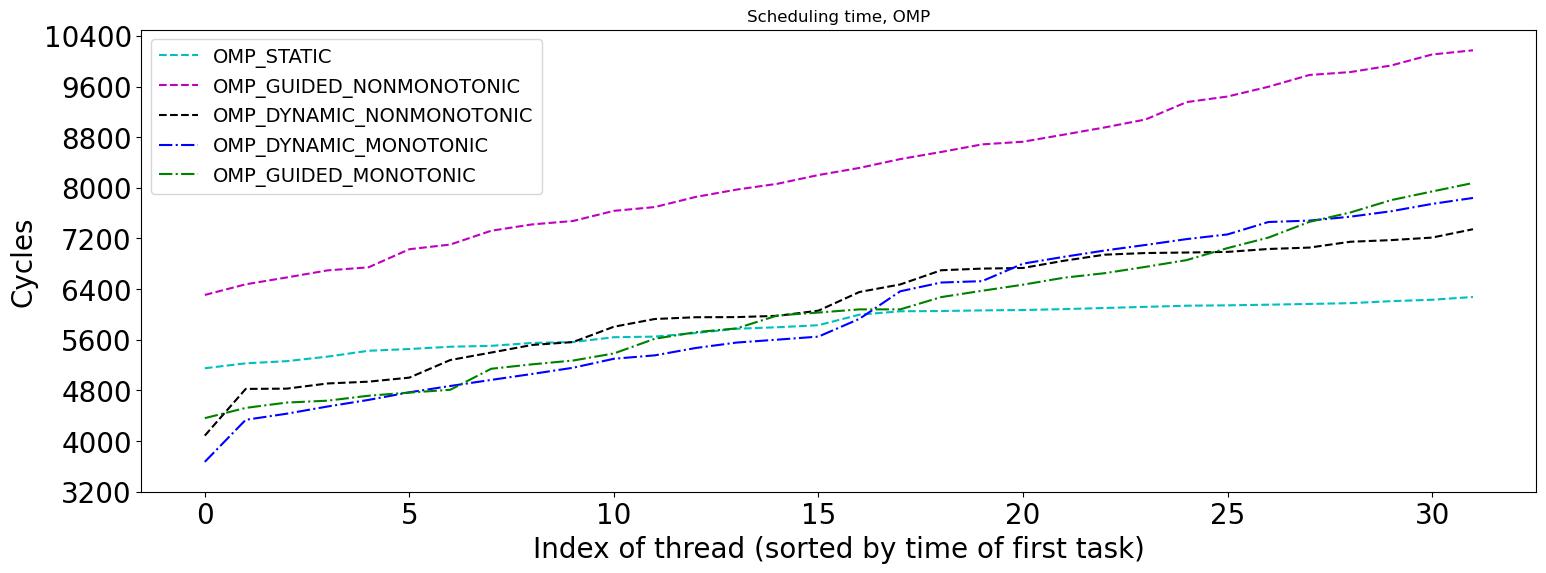 Scheduling time, OMP
10400
9600
8800
8000
7200
6400
5600
4800
4000
3200
Cycles
OMP_STATIC
OMP_GUIDED_NONMONOTONIC
OMP_DYNAMIC_NONMONOTONIC
OMP_DYNAMIC_MONOTONIC
OMP_GUIDED_MONOTONIC
0 5 10 15 20 25 30
Index of thread (sorted by time of first task)